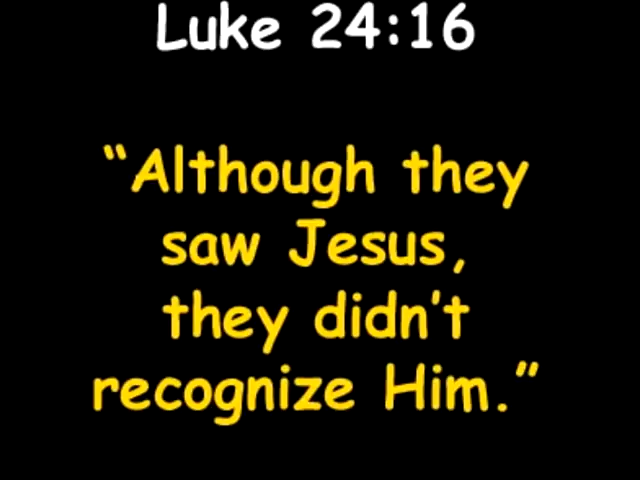 Luke 24:16
“Although they
saw Jesus,
they didn’t
recognize Him.”